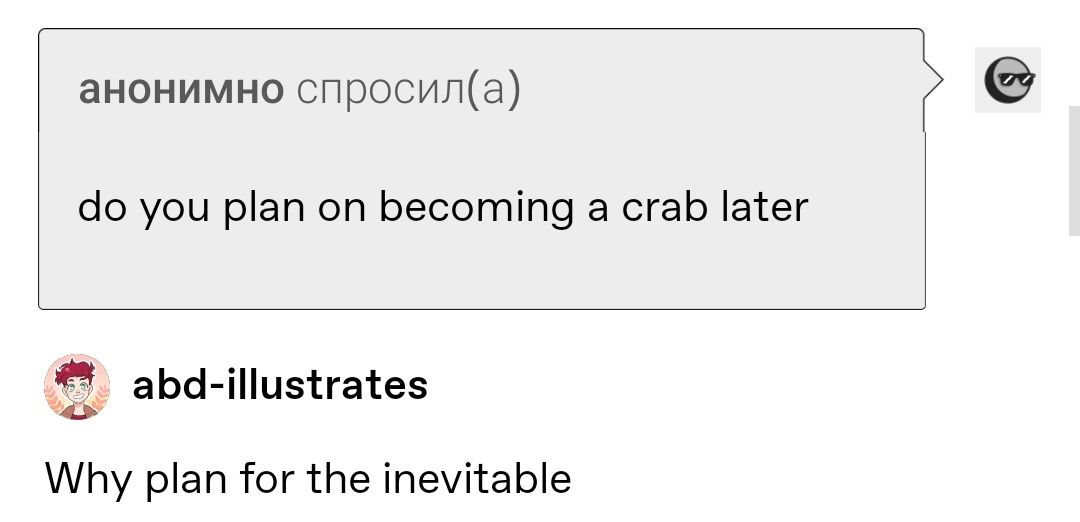 анонимно спросил(а)
do you plan on becoming a crab later
abd-illustrates
Why plan for the inevitable